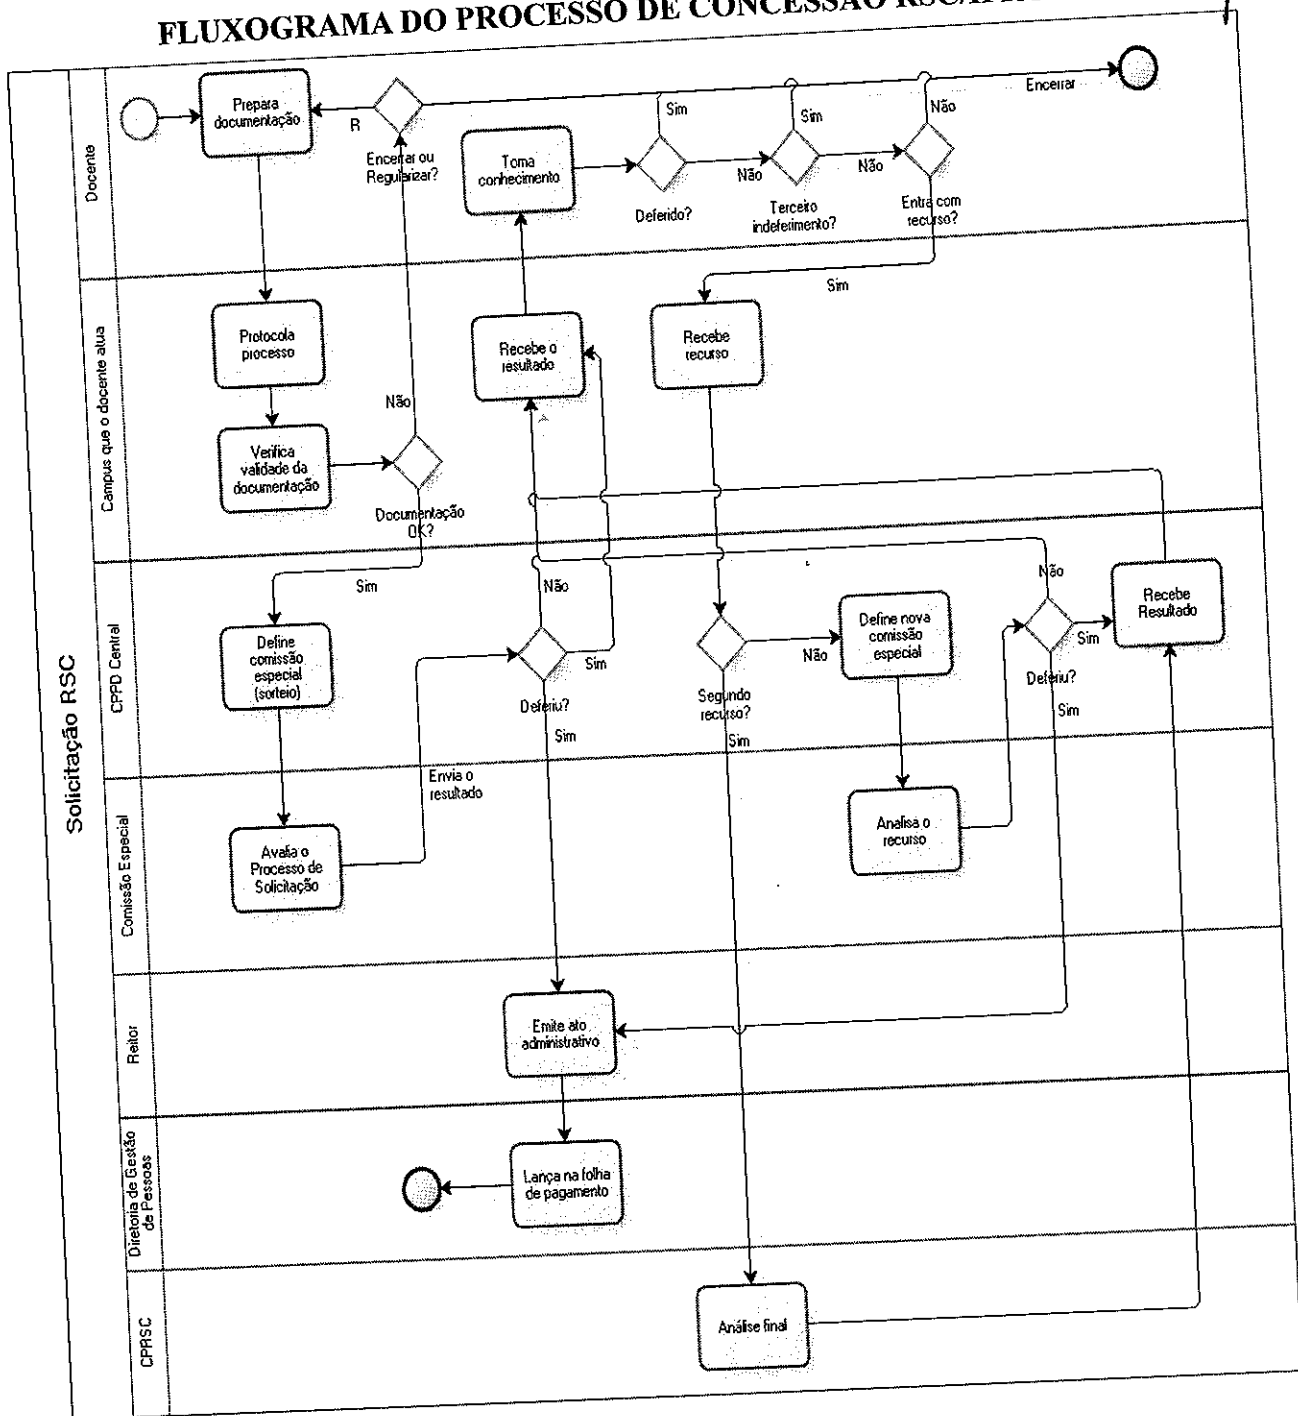 FLUXOGRAMA DO PROCESSO DE CONCESSÃO
Solicitação RSC
Docente
Prepara
documentação
R
Encerrar ou
Regularizar?
Toma
conhecimento
Deferido?
Sim
Não
Terceiro
indeferimento?
Sim
Não
Entra com
recurso?
Não
Encerrar
Sim
Campus que o docente atua
Protocola
processo
Verifica
validade da
documentação
Não
Documentação
OK?
Recebe o
resultado
Recebe
recurso
CPPD Central
Sim
Define
comissão
especial
(sorteio)
Não
Sim
Deferiu?
Sim
Segundo
recurso?
Não
Sim
Define nova
comissão
especial
Não
Sim
Deferiu?
Sim
Recebe
Resultado
Comissão Especial
Envia o
resultado
Avalia o
Processo de
Solicitação
Analisa o
recurso
Reitor
Emite ato
administrativo
Diretoria de Gestão
de Pessoas
Lança na folha
de pagamento
CPRSC
Análise final